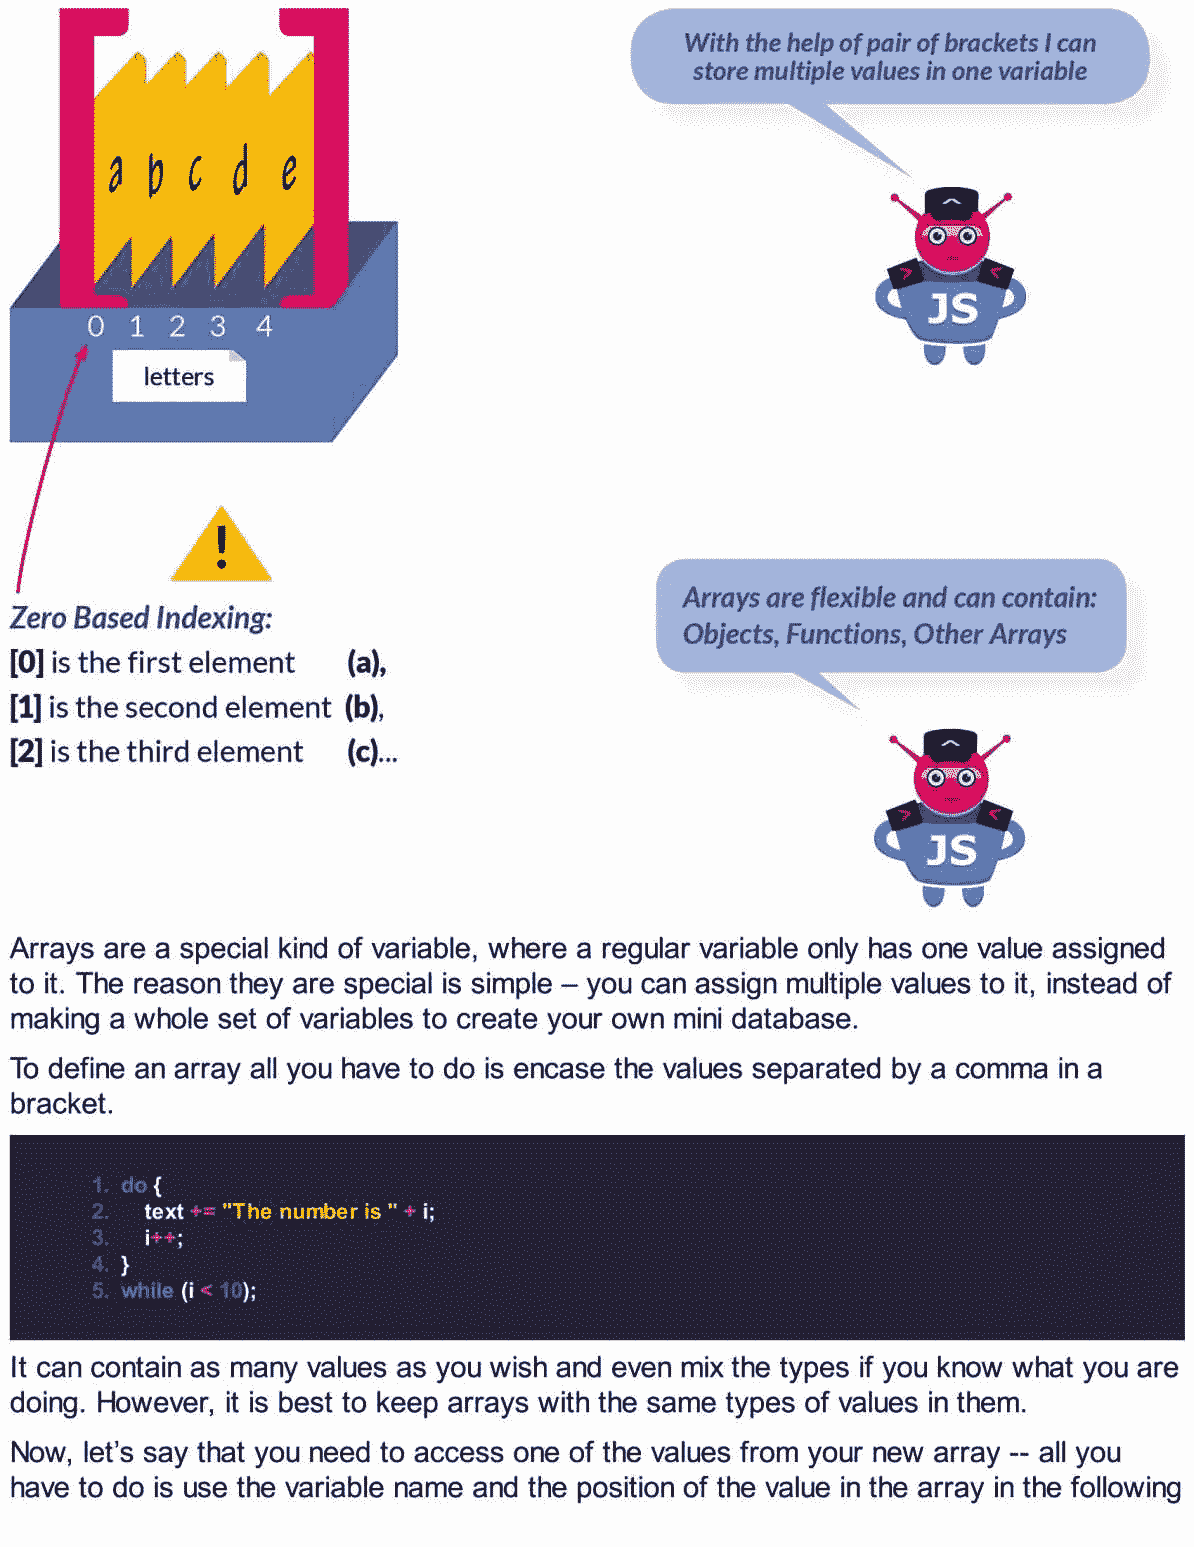 With the help of pair of brackets I can
store multiple values in one variable
a b c d e
0 1 2 3 4
letters
^
> <
JS
!
Zero Based Indexing:
[0] is the first element (a),
[1] is the second element (b),
[2] is the third element (c)...
Arrays are flexible and can contain:
Objects, Functions, Other Arrays
^
> <
JS
Arrays are a special kind of variable, where a regular variable only has one value assigned
to it. The reason they are special is simple – you can assign multiple values to it, instead of
making a whole set of variables to create your own mini database.
To define an array all you have to do is encase the values separated by a comma in a
bracket.
1. do {
2. text += "The number is " + i;
3. i++;
4. }
5. while (i < 10);
It can contain as many values as you wish and even mix the types if you know what you are
doing. However, it is best to keep arrays with the same types of values in them.
Now, let’s say that you need to access one of the values from your new array -- all you
have to do is use the variable name and the position of the value in the array in the following